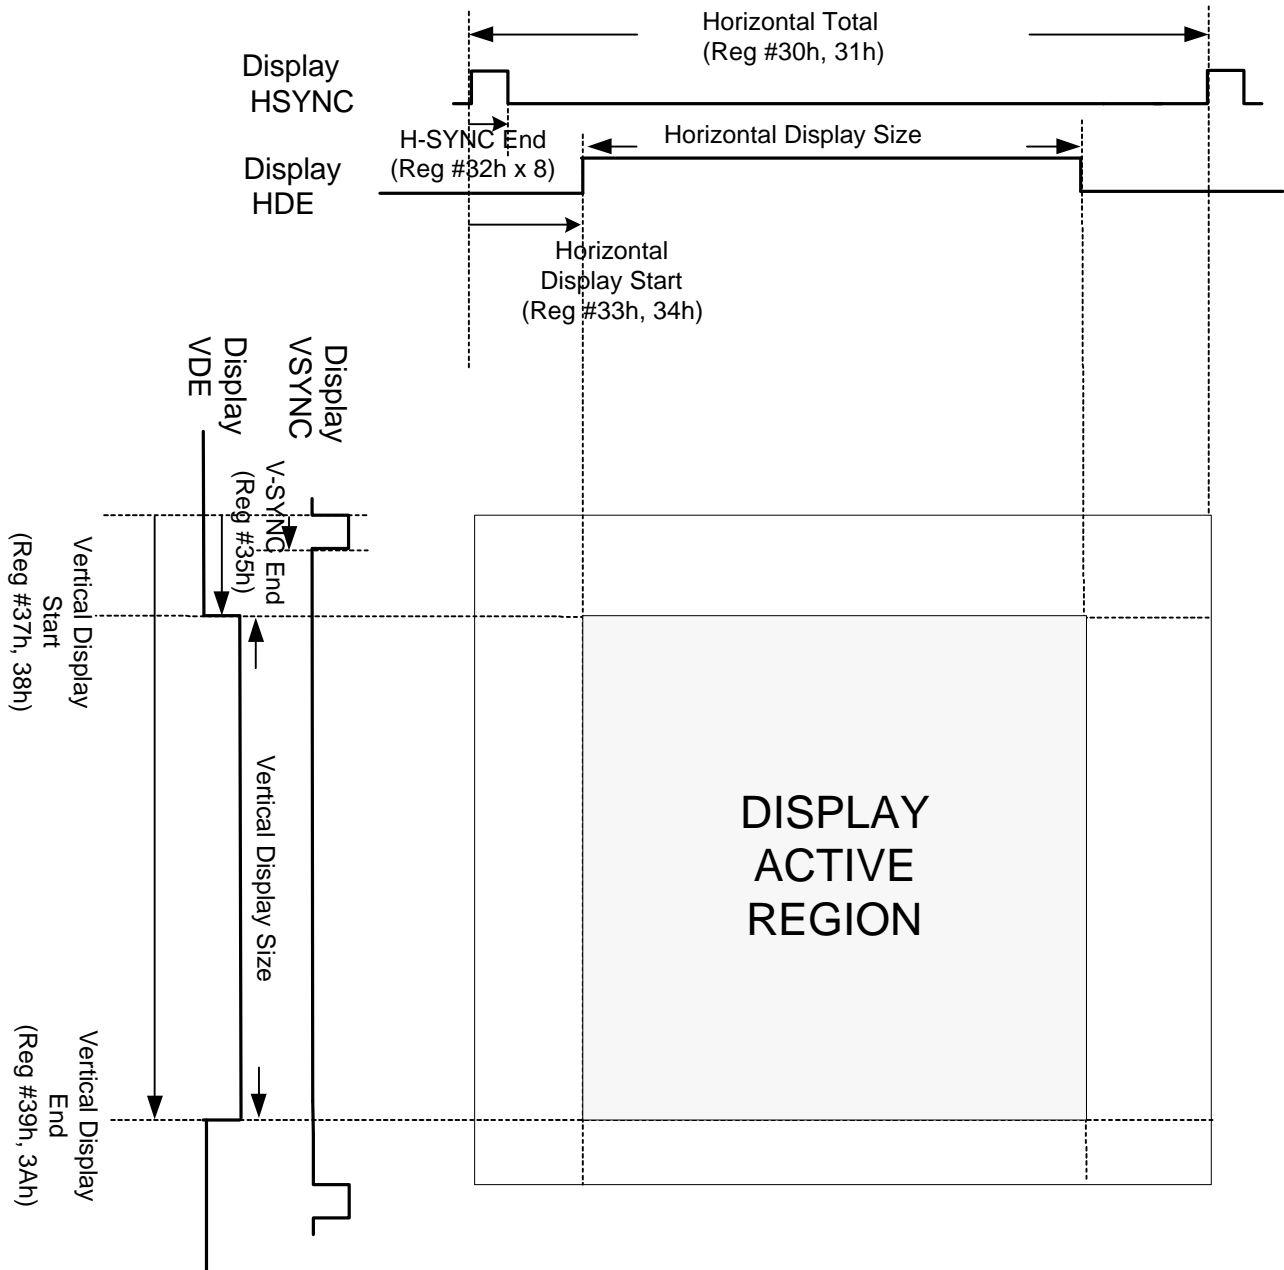 Horizontal Total
(Reg #30h, 31h)
Display
HSYNC
H-SYNC End
(Reg #32h x 8)
Horizontal Display Size
Display
HDE
Horizontal
Display Start
(Reg #33h, 34h)
Display
VSYNC
Display
VDE
V-SYNC End
(Reg #35h)
Vertical Display
Start
(Reg #37h, 38h)
Vertical Display Size
DISPLAY
ACTIVE
REGION
Vertical Display
End
(Reg #39h, 3Ah)